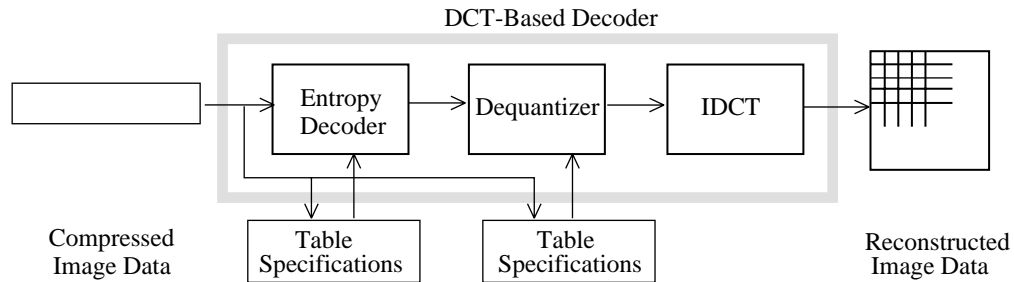 DCT-Based Decoder
Entropy
Decoder
Dequantizer
IDCT
Table
Specifications
Table
Specifications
Compressed
Image Data
Reconstructed
Image Data